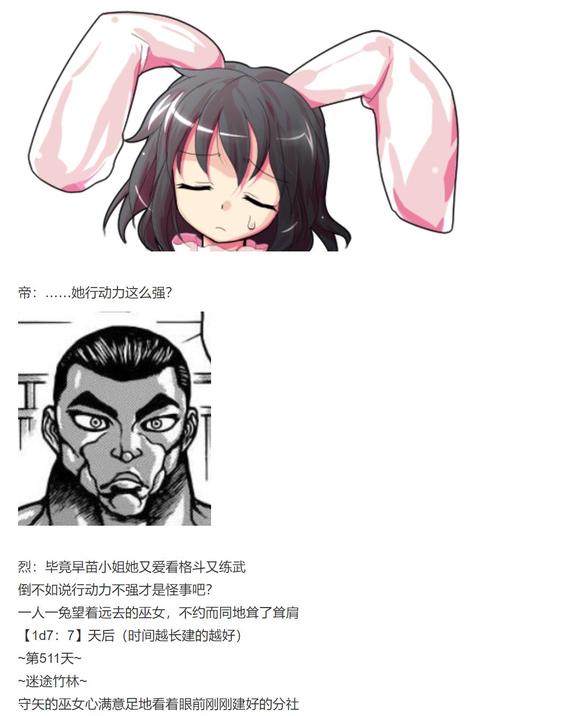 帝：……她行动力这么强？
烈：毕竟早苗小姐她又爱看格斗又练武
倒不如说行动力不强才是怪事吧？
一人一兔望着远去的巫女，不约而同地耸了耸肩
【1d7：7】天后（时间越长建的越好）
~第511天~
~迷途竹林~
守矢的巫女心满意足地看着眼前刚刚建好的分社